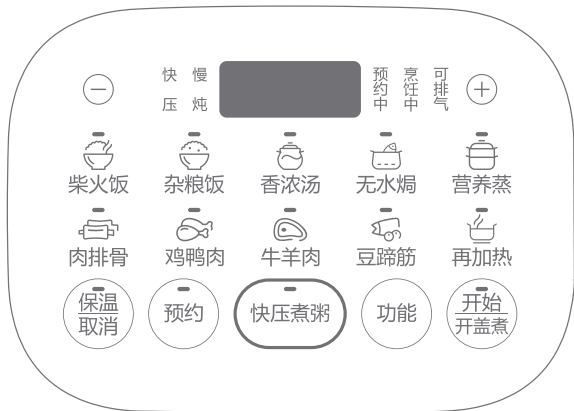 快 慢
压 炖
预约中
烹饪中
可排气
柴火饭 杂粮饭 香浓汤 无水焗 营养蒸
肉排骨 鸡鸭肉 牛羊肉 豆蹄筋 再加热
保温
取消
预约
快压煮粥
功能
开始
开盖煮